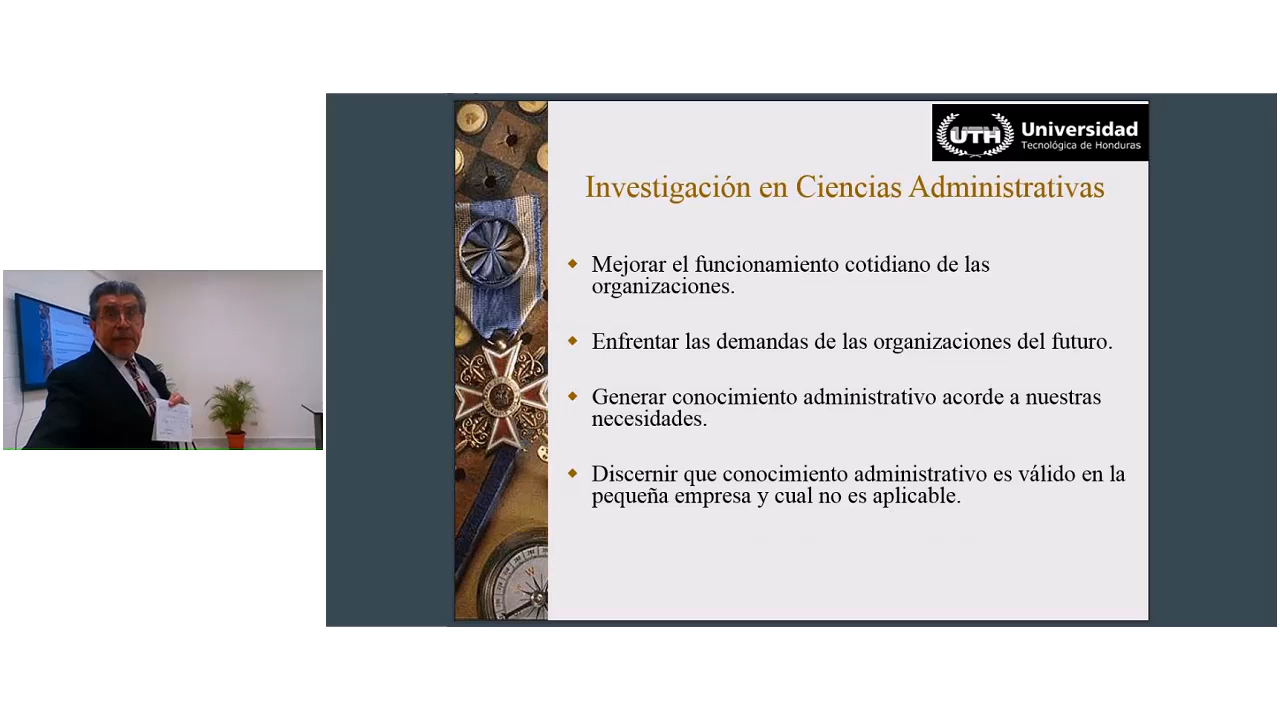 UTH Universidad
Tecnológica de Honduras
Investigación en Ciencias Administrativas
Mejorar el funcionamiento cotidiano de las
organizaciones.
Enfrentar las demandas de las organizaciones del futuro.
Generar conocimiento administrativo acorde a nuestras
necesidades.
Discernir que conocimiento administrativo es válido en la
pequeña empresa y cual no es aplicable.